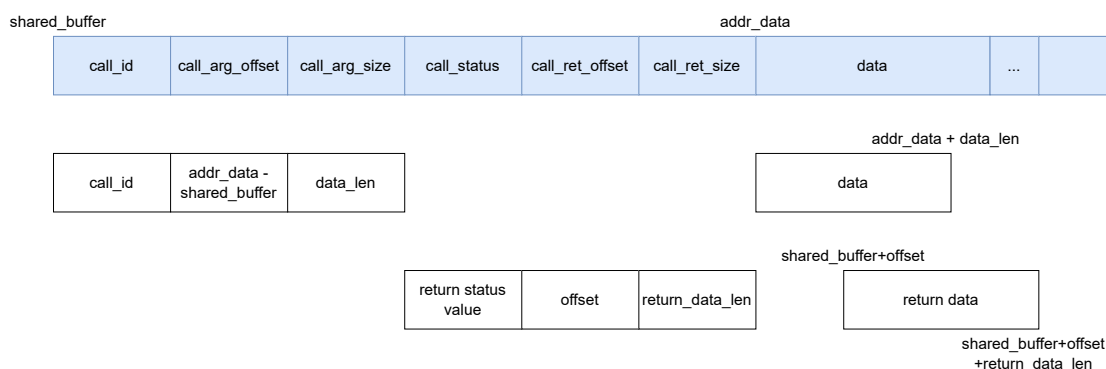 shared_buffer
addr_data
call_id
call_arg_offset
call_arg_size
call_status
call_ret_offset
call_ret_size
data
...
addr_data + data_len
call_id
addr_data -
shared_buffer
data_len
data
shared_buffer+offset
return status
value
offset
return_data_len
return data
shared_buffer+offset
+return_data_len